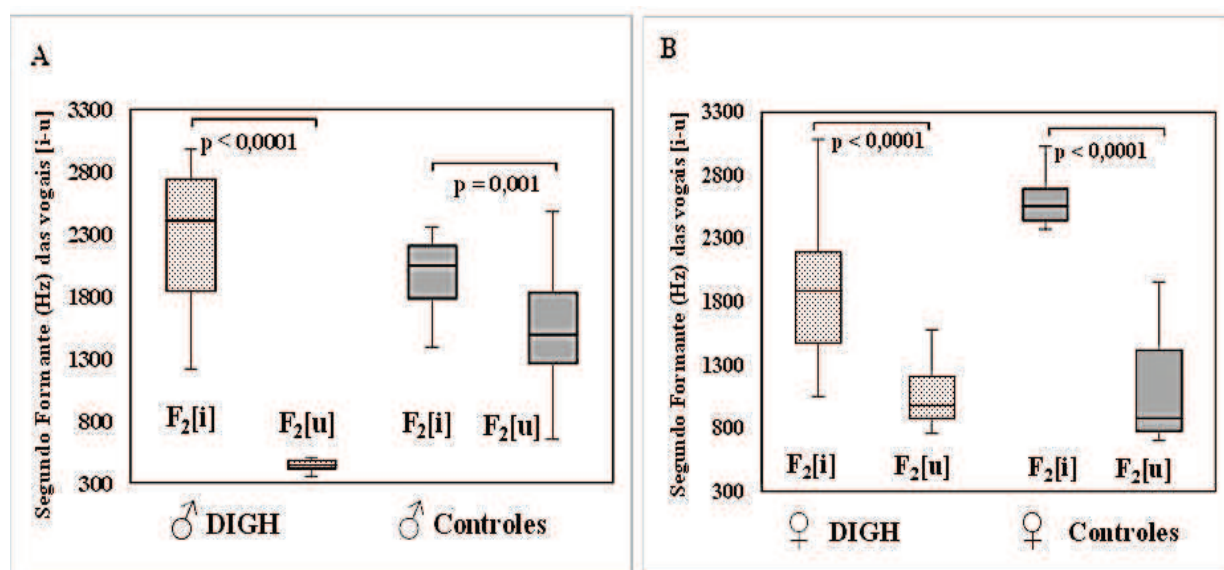 A
Segundo Formante (Hz) das vogais [i-u]
3300
2800
2300
1800
1300
800
300
p < 0,0001
p = 0,001
F₂[i]
F₂[u]
F₂[i]
F₂[u]
♂ DIGH
♂ Controles
B
Segundo Formante (Hz) das vogais [i-u]
3300
2800
2300
1800
1300
800
300
p < 0,0001
p < 0,0001
F₂[i]
F₂[u]
F₂[i]
F₂[u]
♀ DIGH
♀ Controles